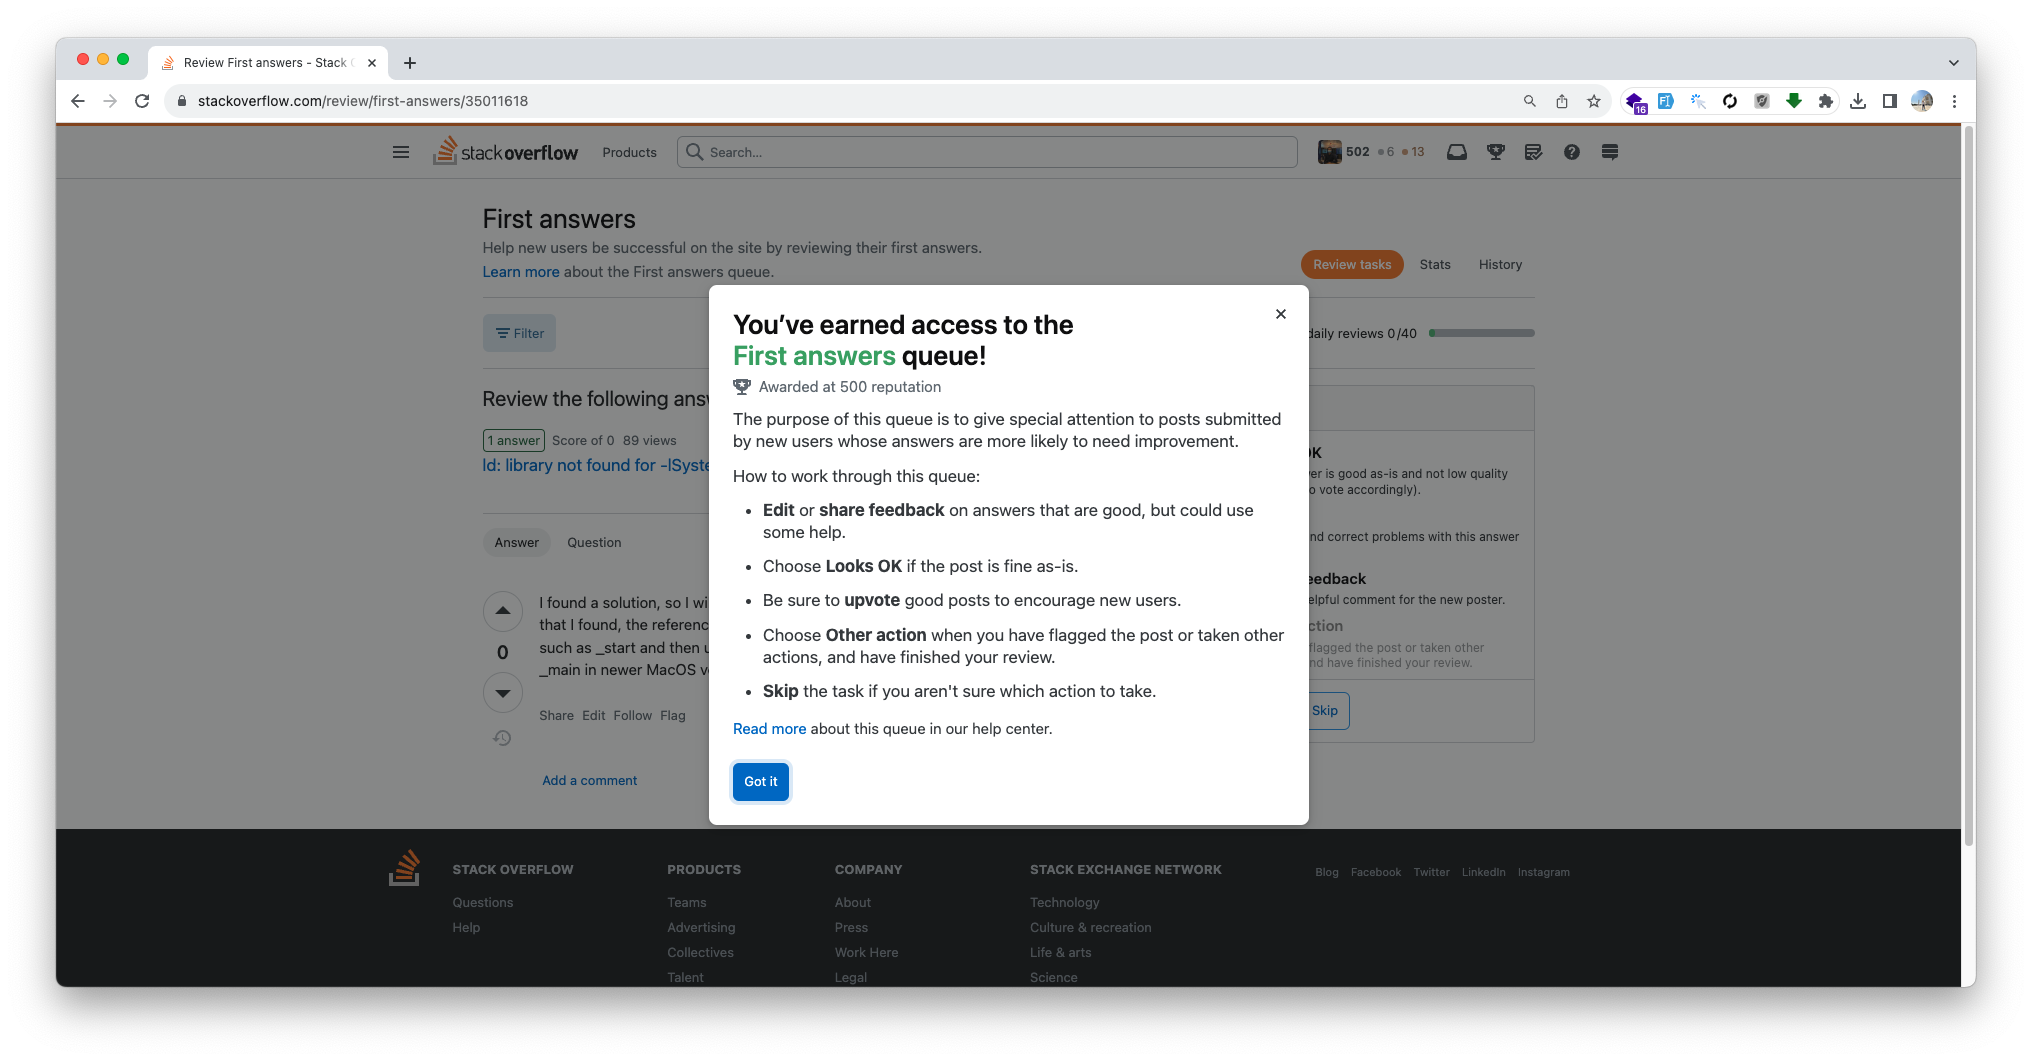 Review First answers - Stack
stackoverflow.com/review/first-answers/35011618
16
stackoverflow
Products
Search...
502 6 13
First answers
Help new users be successful on the site by reviewing their first answers.
Learn more about the First answers queue.
Review tasks
Stats
History
Filter
daily reviews 0/40
Review the following ans
1 answer Score of 0 89 views
ld: library not found for -lSyste
Answer
Question
I found a solution, so I wi
that I found, the referenc
such as _start and then u
_main in newer MacOS v
0
Share Edit Follow Flag
Add a comment
You've earned access to the
First answers queue!
Awarded at 500 reputation
The purpose of this queue is to give special attention to posts submitted
by new users whose answers are more likely to need improvement.
How to work through this queue:
• Edit or share feedback on answers that are good, but could use
some help.
• Choose Looks OK if the post is fine as-is.
• Be sure to upvote good posts to encourage new users.
• Choose Other action when you have flagged the post or taken other
actions, and have finished your review.
• Skip the task if you aren't sure which action to take.
Read more about this queue in our help center.
Got it
OK
er is good as-is and not low quality
o vote accordingly).
nd correct problems with this answer
eedback
elpful comment for the new poster.
ction
flagged the post or taken other
nd have finished your review.
Skip
STACK OVERFLOW
Questions
Help
PRODUCTS
Teams
Advertising
Collectives
Talent
COMPANY
About
Press
Work Here
Legal
STACK EXCHANGE NETWORK
Technology
Culture & recreation
Life & arts
Science
Blog Facebook Twitter LinkedIn Instagram